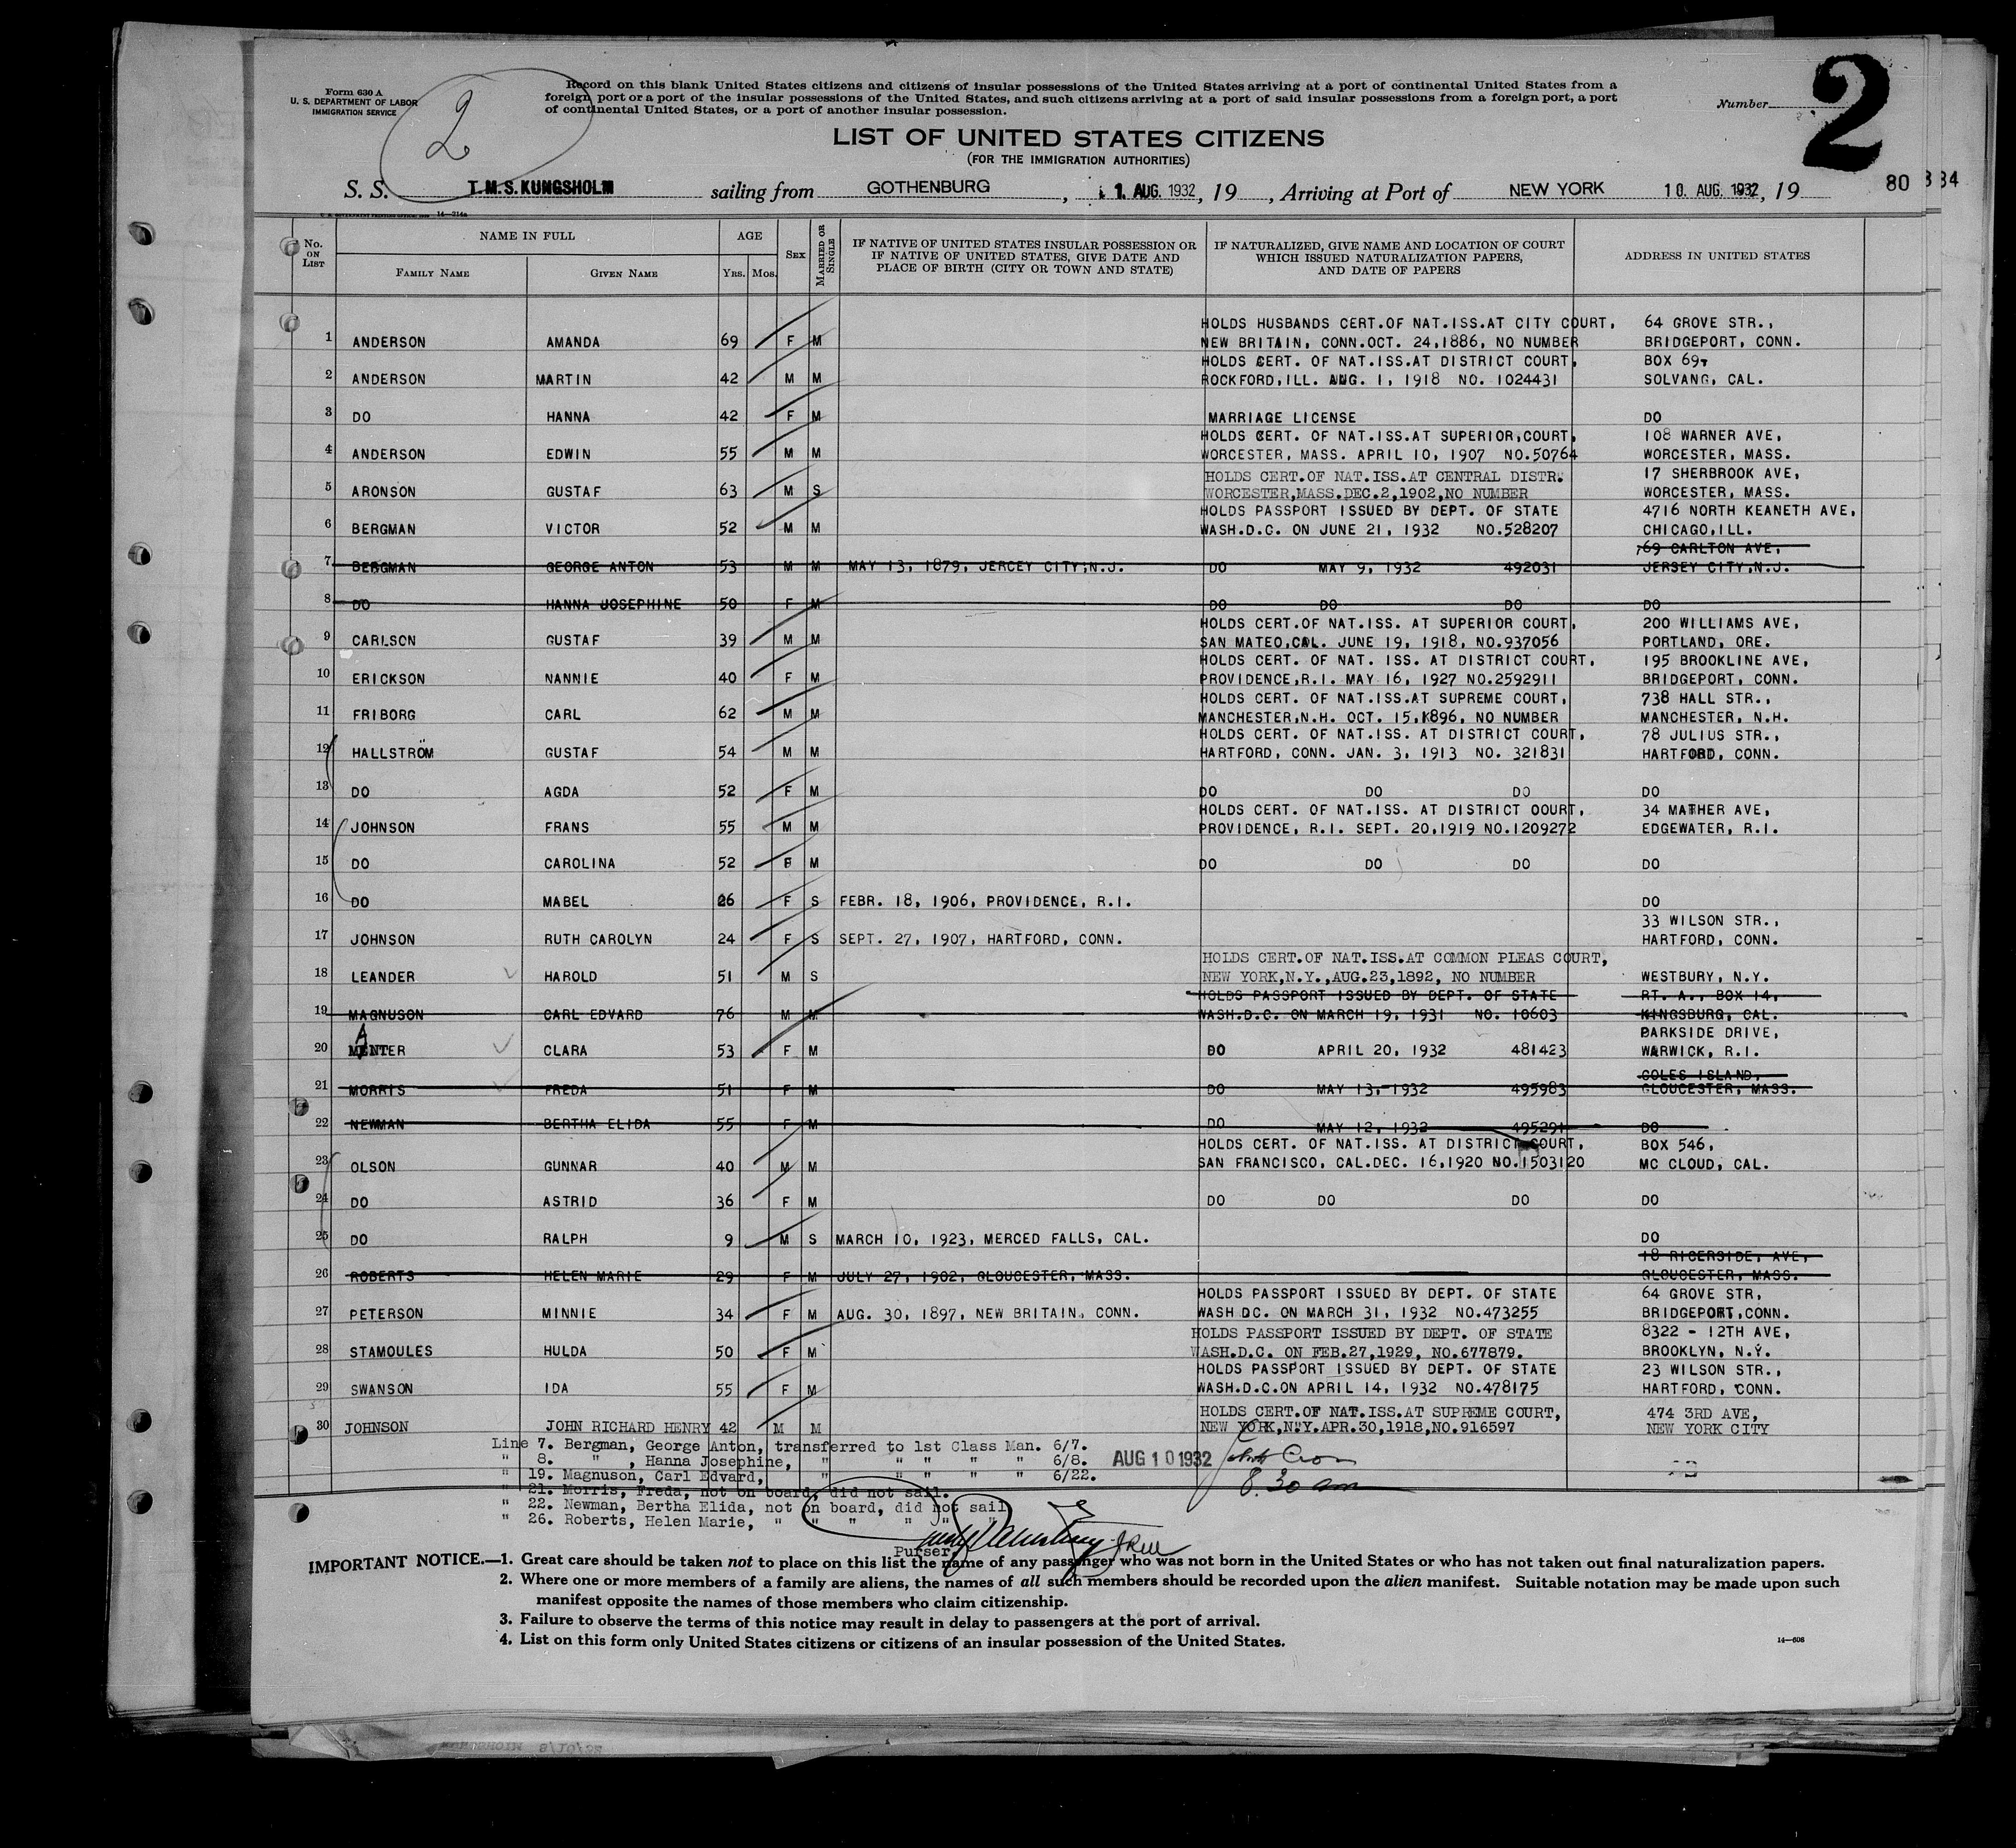 Form 630 A
U. S. DEPARTMENT OF LABOR
IMMIGRATION SERVICE
2
Record on this blank United States citizens and citizens of insular possessions of the United States arriving at a port of continental United States from a
foreign port or a port of the insular possessions of the United States, and such citizens arriving at a port of said insular possessions from a foreign port, a port
of continental United States, or a port of another insular possession.
Number
2
LIST OF UNITED STATES CITIZENS
(FOR THE IMMIGRATION AUTHORITIES)
S. S. T.M.S.KUNGSHOLM sailing from GOTHENBURG, 1. AUG. 1932, 19 , Arriving at Port of NEW YORK 10. AUG. 1932, 19
80 84
14—214a
No. ON LIST NAME IN FULL AGE SEX MARRIED OR SINGLE IF NATIVE OF UNITED STATES INSULAR POSSESSION OR IF NATIVE OF UNITED STATES, GIVE DATE AND PLACE OF BIRTH (CITY OR TOWN AND STATE) IF NATURALIZED, GIVE NAME AND LOCATION OF COURT WHICH ISSUED NATURALIZATION PAPERS, AND DATE OF PAPERS ADDRESS IN UNITED STATES
FAMILY NAME GIVEN NAME Yrs. Mos.
HOLDS HUSBANDS CERT.OF NAT.ISS.AT CITY COURT, 64 GROVE STR.,
1 ANDERSON AMANDA 69 F M NEW BRITAIN, CONN.OCT. 24,1886, NO NUMBER BRIDGEPORT, CONN.
HOLDS CERT. OF NAT.ISS.AT DISTRICT COURT, BOX 69,
2 ANDERSON MARTIN 42 M M ROCKFORD,ILL. AUG. 1, 1918 NO. 1024431 SOLVANG, CAL.
3 DO HANNA 42 F M MARRIAGE LICENSE DO
HOLDS CERT. OF NAT.ISS.AT SUPERIOR,COURT, 108 WARNER AVE,
4 ANDERSON EDWIN 55 M M WORCESTER, MASS. APRIL 10, 1907 NO.50764 WORCESTER, MASS.
HOLDS CERT.OF NAT.ISS.AT CENTRAL DISTR. 17 SHERBROOK AVE,
5 ARONSON GUSTAF 63 M S WORCESTER,MASS.DEC.2,1902,NO NUMBER WORCESTER, MASS.
HOLDS PASSPORT ISSUED BY DEPT. OF STATE 4716 NORTH KEANETH AVE,
6 BERGMAN VICTOR 52 M M WASH.D.C. ON JUNE 21, 1932 NO.528207 CHICAGO,ILL.
769 CARLTON AVE,
7 BERGMAN GEORGE ANTON 53 M M MAY 13, 1879, JERCEY CITY,N.J. DO MAY 9, 1932 492031 JERSEY CITY,N.J.
8 DO HANNA JOSEPHINE 50 F M DO DO DO DO
HOLDS CERT.OF NAT.ISS. AT SUPERIOR COURT, 200 WILLIAMS AVE,
9 CARLSON GUSTAF 39 M M SAN MATEO,CAL. JUNE 19, 1918, NO.937056 PORTLAND, ORE.
HOLDS CERT. OF NAT. ISS. AT DISTRICT COURT, 195 BROOKLINE AVE,
10 ERICKSON NANNIE 40 F M PROVIDENCE,R.I. MAY 16, 1927 NO.2592911 BRIDGEPORT, CONN.
HOLDS CERT. OF NAT.ISS.AT SUPREME COURT, 738 HALL STR.,
11 FRIBORG CARL 62 M M MANCHESTER,N.H. OCT. 15,1896, NO NUMBER MANCHESTER, N.H.
HOLDS CERT. OF NAT.ISS. AT DISTRICT COURT, 78 JULIUS STR.,
12 HALLSTRÖM GUSTAF 54 M M HARTFORD, CONN. JAN. 3, 1913 NO. 321831 HARTFORD, CONN.
13 DO AGDA 52 F M DO DO DO DO
HOLDS CERT. OF NAT.ISS. AT DISTRICT OOURT, 34 MATHER AVE,
14 JOHNSON FRANS 55 M M PROVIDENCE, R.I. SEPT. 20,1919 NO.1209272 EDGEWATER, R.I.
15 DO CAROLINA 52 F M DO DO DO DO
16 DO MABEL 26 F S FEBR. 18, 1906, PROVIDENCE, R.I. DO
33 WILSON STR.,
17 JOHNSON RUTH CAROLYN 24 F S SEPT. 27, 1907, HARTFORD, CONN. HARTFORD, CONN.
HOLDS CERT.OF NAT.ISS.AT COMMON PLEAS COURT,
18 LEANDER HAROLD 51 M S NEW YORK,N.Y.,AUG.23,1892, NO NUMBER WESTBURY, N.Y.
HOLDS PASSPORT ISSUED BY DEPT. OF STATE RT. A., BOX 14,
19 MAGNUSON CARL EDVARD 76 M M WASH.D.C. ON MARCH 19, 1931 NO. 10603 KINGSBURG, CAL.
PARKSIDE DRIVE,
20 MANTER CLARA 53 F M DO APRIL 20, 1932 481423 WARWICK, R.I.
COLES ISLAND,
21 MORRIS FREDA 51 F M DO MAY 13, 1932 495983 GLOUCESTER, MASS.
22 NEWMAN BERTHA ELIDA 55 F M DO MAY 12, 1932 495291 DO
HOLDS CERT. OF NAT.ISS. AT DISTRICT COURT, BOX 546,
23 OLSON GUNNAR 40 M M SAN FRANCISCO, CAL.DEC. 16,1920 NO.1503120 MC CLOUD, CAL.
24 DO ASTRID 36 F M DO DO DO DO
25 DO RALPH 9 M S MARCH 10, 1923, MERCED FALLS, CAL. DO
18 RICERSIDE, AVE,
26 ROBERTS HELEN MARIE 29 F M JULY 27, 1902, GLOUCESTER, MASS. GLOUCESTER, MASS.
HOLDS PASSPORT ISSUED BY DEPT. OF STATE 64 GROVE STR,
27 PETERSON MINNIE 34 F M AUG. 30, 1897, NEW BRITAIN, CONN. WASH DC. ON MARCH 31, 1932 NO.473255 BRIDGEPORT,CONN.
HOLDS PASSPORT ISSUED BY DEPT. OF STATE 8322 - 12TH AVE,
28 STAMOULES HULDA 50 F M WASH.D.C. ON FEB.27,1929, NO.677879. BROOKLYN, N.Y.
HOLDS PASSPORT ISSUED BY DEPT. OF STATE 23 WILSON STR.,
29 SWANSON IDA 55 F M WASH.D.C.ON APRIL 14, 1932 NO.478175 HARTFORD, CONN.
HOLDS CERT.OF NAT.ISS.AT SUPREME COURT, 474 3RD AVE,
30 JOHNSON JOHN RICHARD HENRY 42 M M NEW YORK,N.Y.APR.30,1918,NO.916597 NEW YORK CITY
Line 7. Bergman, George Anton, transferred to 1st Class Man. 6/7.
" 8. " , Hanna Josephine, " " " " " 6/8. AUG 10 1932
" 19. Magnuson, Carl Edvard, " " " " " 6/22.
8.30 am
" 21. Morris, Freda, not on board, did not sail.
" 22. Newman, Bertha Elida, not on board, did not sail
" 26. Roberts, Helen Marie, " " " " " "
Purser
IMPORTANT NOTICE.—1. Great care should be taken not to place on this list the name of any passenger who was not born in the United States or who has not taken out final naturalization papers.
2. Where one or more members of a family are aliens, the names of all such members should be recorded upon the alien manifest. Suitable notation may be made upon such
manifest opposite the names of those members who claim citizenship.
3. Failure to observe the terms of this notice may result in delay to passengers at the port of arrival.
4. List on this form only United States citizens or citizens of an insular possession of the United States.
14—608